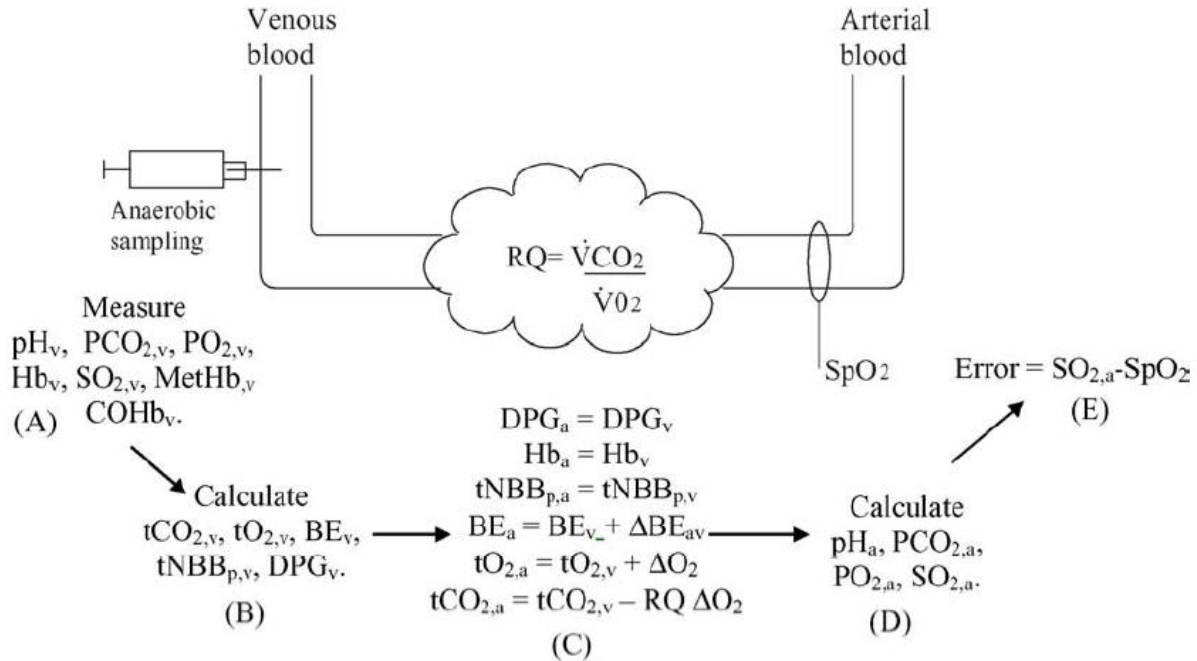 Venous
blood
Arterial
blood
Anaerobic
sampling
RQ= V̇CO₂
V̇0₂
SpO₂
Measure
pHᵥ, PCO₂,ᵥ, PO₂,ᵥ,
Hbᵥ, SO₂,ᵥ, MetHb,ᵥ
COHbᵥ.
(A)
Calculate
tCO₂,ᵥ, tO₂,ᵥ, BEᵥ,
tNBBₚ,ᵥ, DPGᵥ.
(B)
DPGₐ = DPGᵥ
Hbₐ = Hbᵥ
tNBBₚ,ₐ = tNBBₚ,ᵥ
BEₐ = BEᵥ + ΔBEₐᵥ
tO₂,ₐ = tO₂,ᵥ + ΔO₂
tCO₂,ₐ = tCO₂,ᵥ – RQ ΔO₂
(C)
Calculate
pHₐ, PCO₂,ₐ,
PO₂,ₐ, SO₂,ₐ.
(D)
Error = SO₂,ₐ-SpO₂
(E)